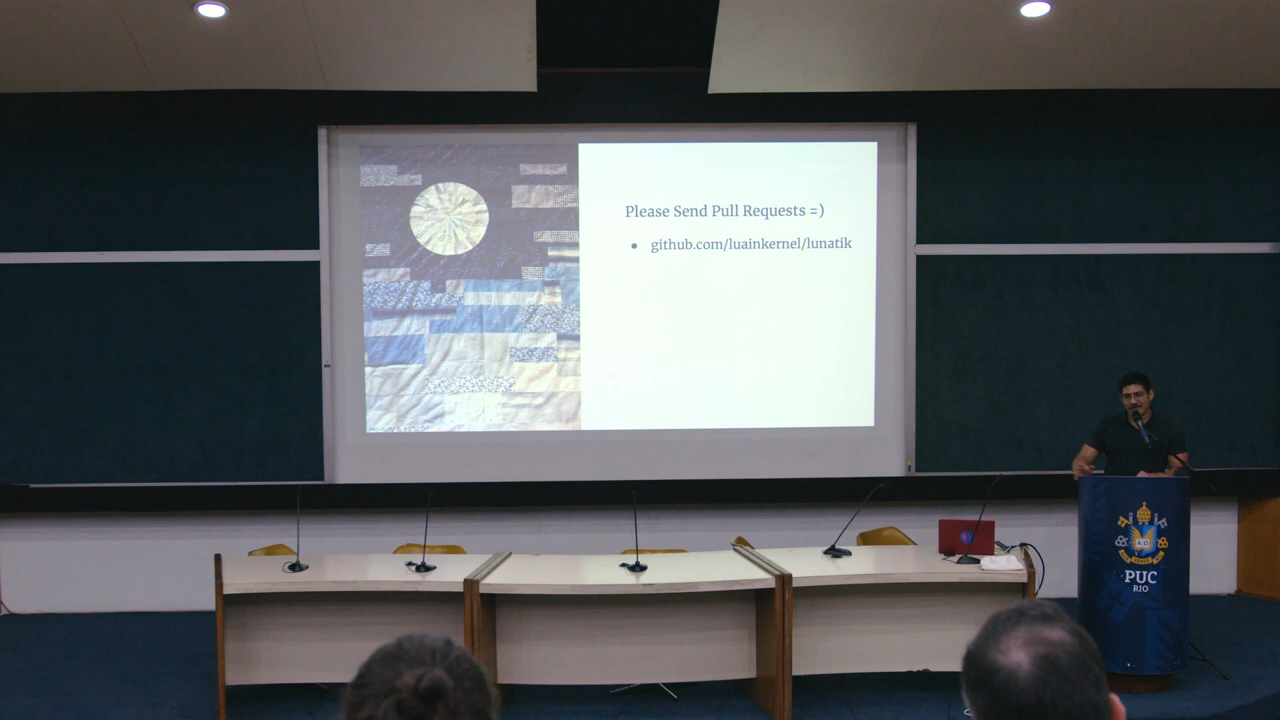 Please Send Pull Requests =)
• github.com/luainkernel/lunatik
PUC
RIO